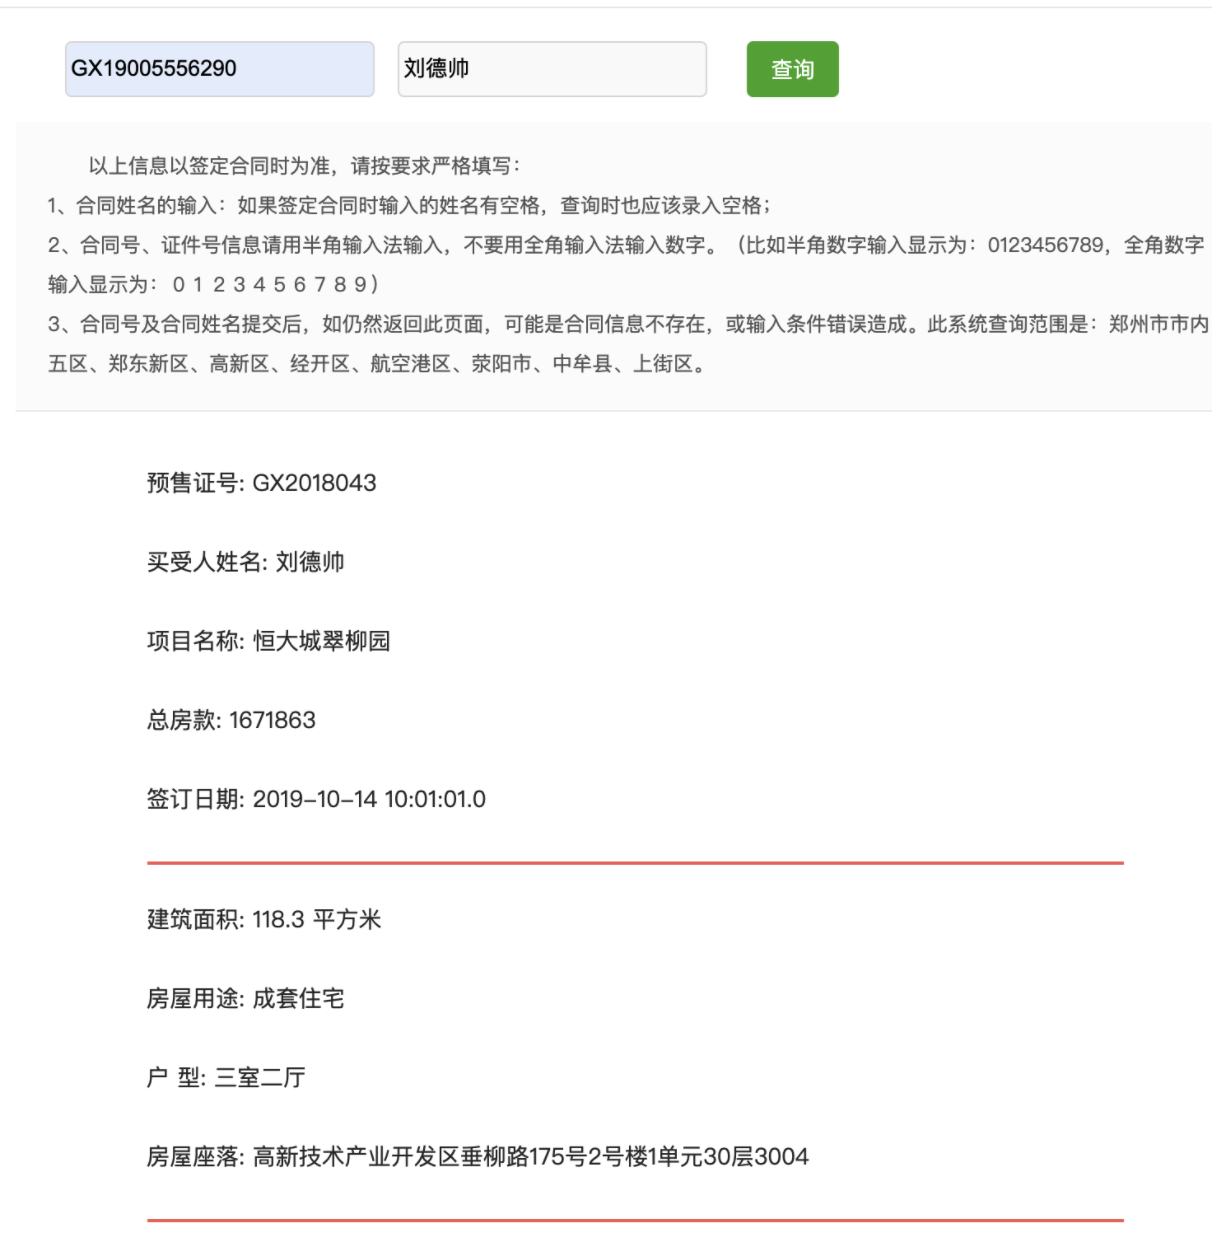 GX19005556290 刘德帅 查询
以上信息以签定合同时为准，请按要求严格填写：
1、合同姓名的输入：如果签定合同时输入的姓名有空格，查询时也应该录入空格；
2、合同号、证件号信息请用半角输入法输入，不要用全角输入法输入数字。（比如半角数字输入显示为：0123456789，全角数字
输入显示为：０１２３４５６７８９）
3、合同号及合同姓名提交后，如仍然返回此页面，可能是合同信息不存在，或输入条件错误造成。此系统查询范围是：郑州市市内
五区、郑东新区、高新区、经开区、航空港区、荥阳市、中牟县、上街区。
预售证号: GX2018043
买受人姓名: 刘德帅
项目名称: 恒大城翠柳园
总房款: 1671863
签订日期: 2019-10-14 10:01:01.0
建筑面积: 118.3 平方米
房屋用途: 成套住宅
户 型: 三室二厅
房屋座落: 高新技术产业开发区垂柳路175号2号楼1单元30层3004